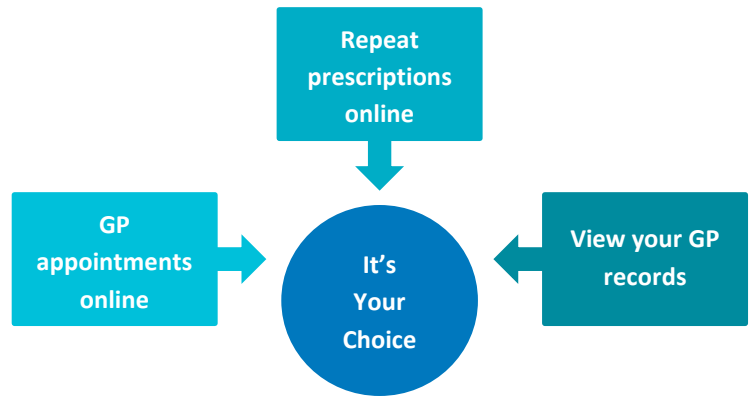 Repeat
prescriptions
online
GP
appointments
online
It’s
Your
Choice
View your GP
records